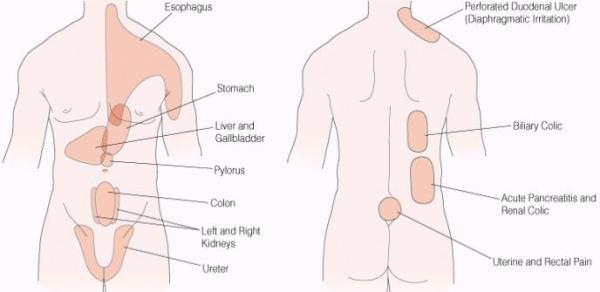 Esophagus
Stomach
Liver and
Gallbladder
Pylorus
Colon
Left and Right
Kidneys
Ureter
Perforated Duodenal Ulcer
(Diaphragmatic Irritation)
Biliary Colic
Acute Pancreatitis and
Renal Colic
Uterine and Rectal Pain